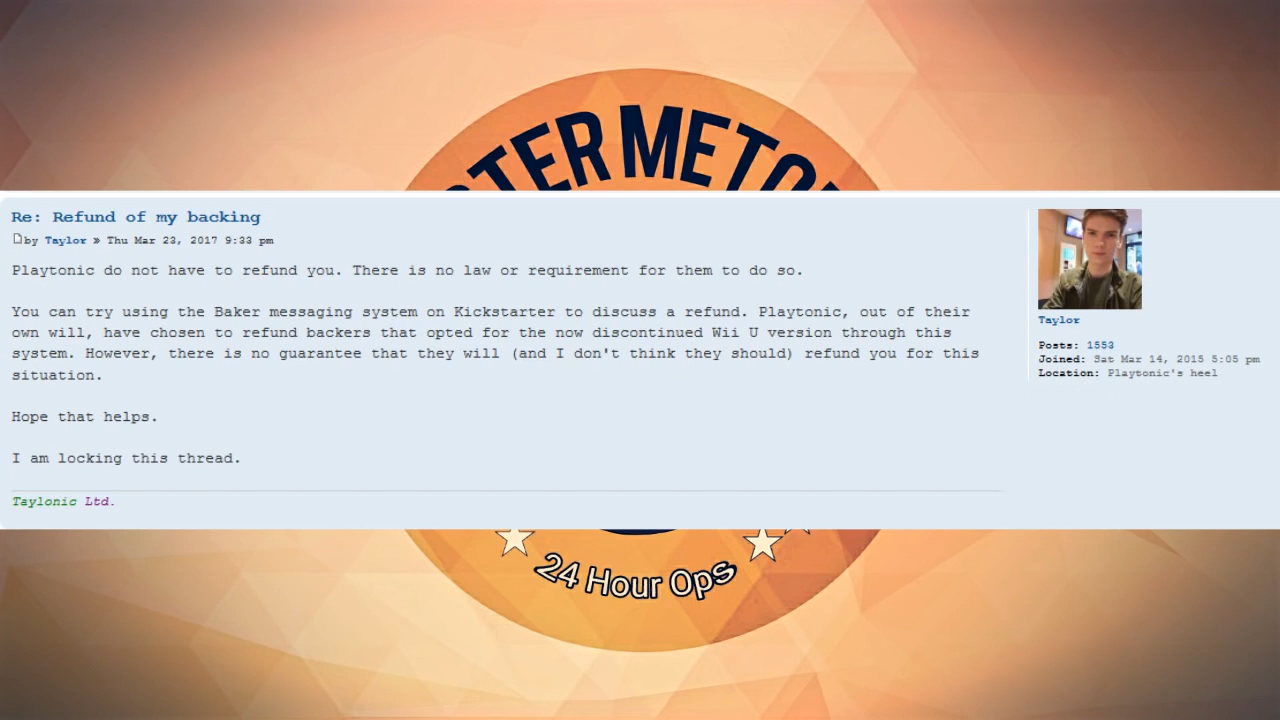 TER METO
Re: Refund of my backing
by Taylor » Thu Mar 23, 2017 9:33 pm
Playtonic do not have to refund you. There is no law or requirement for them to do so.
You can try using the Baker messaging system on Kickstarter to discuss a refund. Playtonic, out of their
own will, have chosen to refund backers that opted for the now discontinued Wii U version through this
system. However, there is no guarantee that they will (and I don't think they should) refund you for this
situation.
Hope that helps.
I am locking this thread.
Taylonic Ltd.
Taylor
Posts: 1553
Joined: Sat Mar 14, 2015 5:05 pm
Location: Playtonic's heel
24 Hour Ops